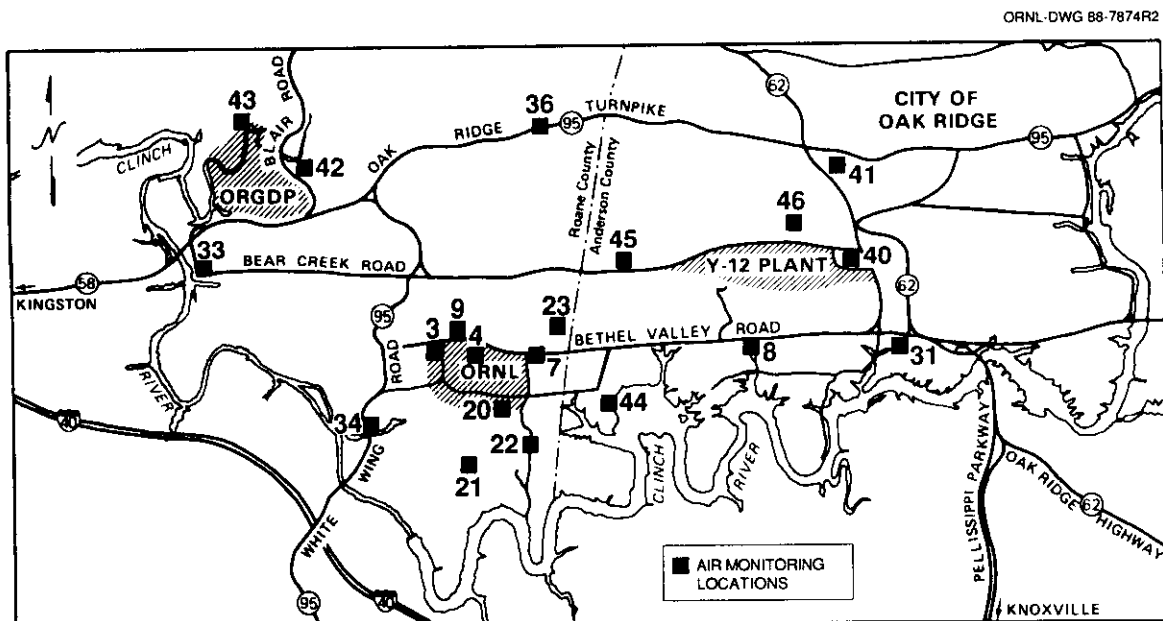 ORNL-DWG 88-7874R2
N
43
BLAIR ROAD
36
95
TURNPIKE
RIDGE
OAK
62
CITY OF
OAK RIDGE
95
CLINCH
42
ORGDP
41
Roane County
Anderson County
46
33
45
40
BEAR CREEK ROAD
Y-12 PLANT
58
KINGSTON
62
95
9
23
3
4
BETHEL VALLEY ROAD
7
8
31
ROAD
ORNL
RIVER
20
44
40
34
22
WING
21
CLINCH
RIVER
PELLISSIPPI PARKWAY
OAK RIDGE
62
HIGHWAY
WHITE
AIR MONITORING
LOCATIONS
95
40
KNOXVILLE